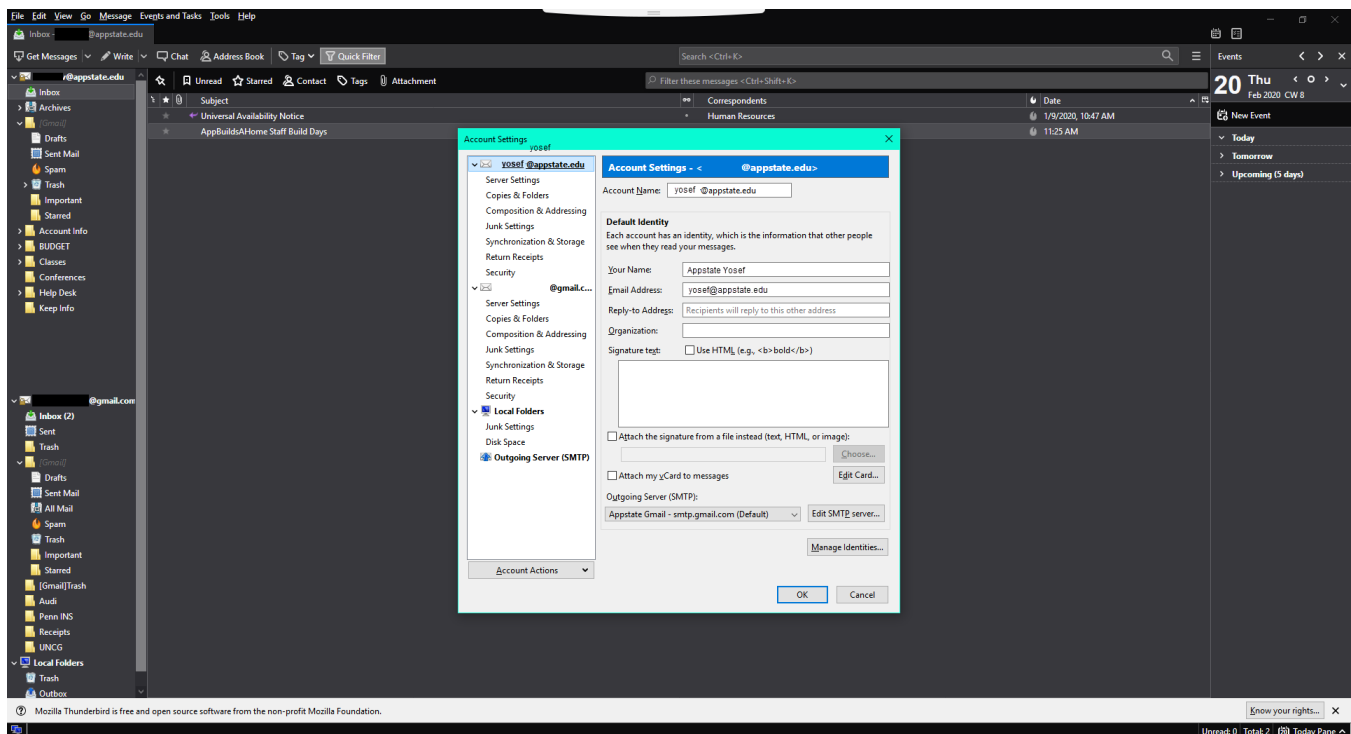 File Edit View Go Message Events and Tasks Tools Help
Inbox - @appstate.edu
Get Messages Write Chat Address Book Tag Quick Filter Search <Ctrl+K>
Events
r@appstate.edu
Inbox
Archives
[Gmail]
Drafts
Sent Mail
Spam
Trash
Important
Starred
Account Info
BUDGET
Classes
Conferences
Help Desk
Keep Info
@gmail.com
Inbox (2)
Sent
Trash
[Gmail]
Drafts
Sent Mail
All Mail
Spam
Trash
Important
Starred
[Gmail]Trash
Audi
Penn INS
Receipts
UNCG
Local Folders
Trash
Outbox
Unread Starred Contact Tags Attachment Filter these messages <Ctrl+Shift+K>
Subject Correspondents Date
Universal Availability Notice Human Resources 1/9/2020, 10:47 AM
AppBuildsAHome Staff Build Days 11:25 AM
Account Settings
yosef
yosef @appstate.edu
Server Settings
Copies & Folders
Composition & Addressing
Junk Settings
Synchronization & Storage
Return Receipts
Security
@gmail.c...
Server Settings
Copies & Folders
Composition & Addressing
Junk Settings
Synchronization & Storage
Return Receipts
Security
Local Folders
Junk Settings
Disk Space
Outgoing Server (SMTP)
Account Actions
Account Settings - < @appstate.edu>
Account Name: yosef @appstate.edu
Default Identity
Each account has an identity, which is the information that other people
see when they read your messages.
Your Name: Appstate Yosef
Email Address: yosef@appstate.edu
Reply-to Address: Recipients will reply to this other address
Organization:
Signature text: Use HTML (e.g., <b>bold</b>)
Attach the signature from a file instead (text, HTML, or image):
Choose...
Attach my vCard to messages Edit Card...
Outgoing Server (SMTP):
Appstate Gmail - smtp.gmail.com (Default) Edit SMTP server...
Manage Identities...
OK Cancel
20 Thu
Feb 2020 CW 8
New Event
Today
Tomorrow
Upcoming (5 days)
Mozilla Thunderbird is free and open source software from the non-profit Mozilla Foundation. Know your rights...
Unread: 0 Total: 2 Today Pane